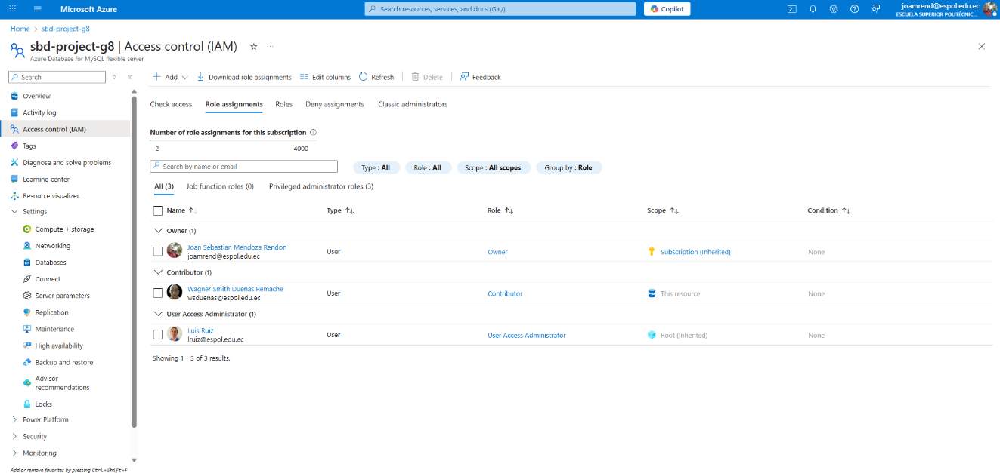 Microsoft Azure
Search resources, services, and docs (G+/)
Copilot
joamrend@espol.edu.ec
ESCUELA SUPERIOR POLITÉCNIC...
Home > sbd-project-g8
sbd-project-g8 | Access control (IAM)
Azure Database for MySQL flexible server
Search
Add
Download role assignments
Edit columns
Refresh
Delete
Feedback
Overview
Activity log
Access control (IAM)
Tags
Diagnose and solve problems
Learning center
Resource visualizer
Settings
Compute + storage
Networking
Databases
Connect
Server parameters
Replication
Maintenance
High availability
Backup and restore
Advisor
recommendations
Locks
Power Platform
Security
Monitoring
Add or remove favorites by pressing Ctrl+Shift+F
Check access
Role assignments
Roles
Deny assignments
Classic administrators
Number of role assignments for this subscription
2
4000
Search by name or email
Type : All
Role : All
Scope : All scopes
Group by : Role
All (3)
Job function roles (0)
Privileged administrator roles (3)
Name
Type
Role
Scope
Condition
Owner (1)
Joan Sebastian Mendoza Rendon
joamrend@espol.edu.ec
User
Owner
Subscription (Inherited)
None
Contributor (1)
Wagner Smith Duenas Remache
wsduenas@espol.edu.ec
User
Contributor
This resource
None
User Access Administrator (1)
Luis Ruiz
lruiz@espol.edu.ec
User
User Access Administrator
Root (Inherited)
None
Showing 1 - 3 of 3 results.